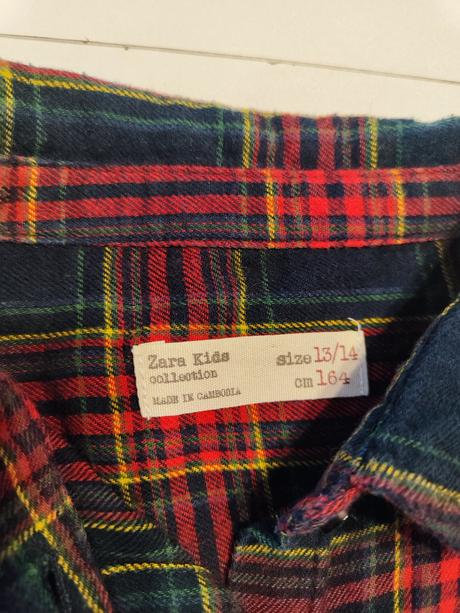 Zara Kids size 13/14
collection cm 164
MADE IN CAMBODIA